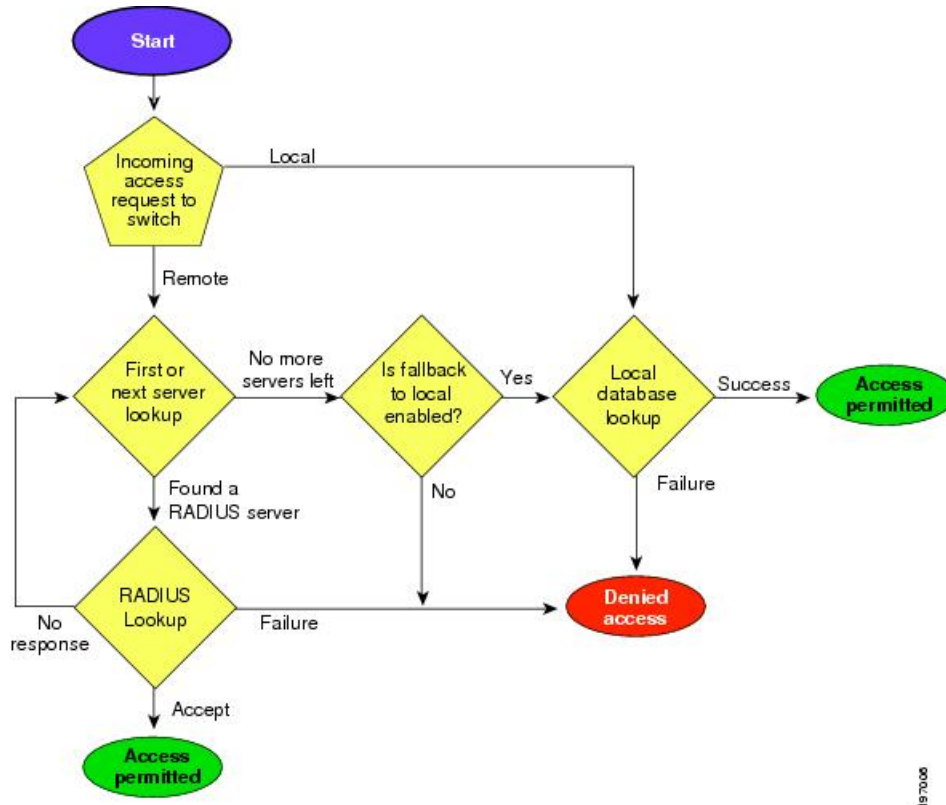 Start
Incoming
access
request to
switch
Local
Remote
First or
next server
lookup
No more
servers left
Is fallback
to local
enabled?
Yes
Local
database
lookup
Success
Access
permitted
Found a
RADIUS server
No
Failure
RADIUS
Lookup
No
response
Failure
Denied
access
Accept
Access
permitted
197006